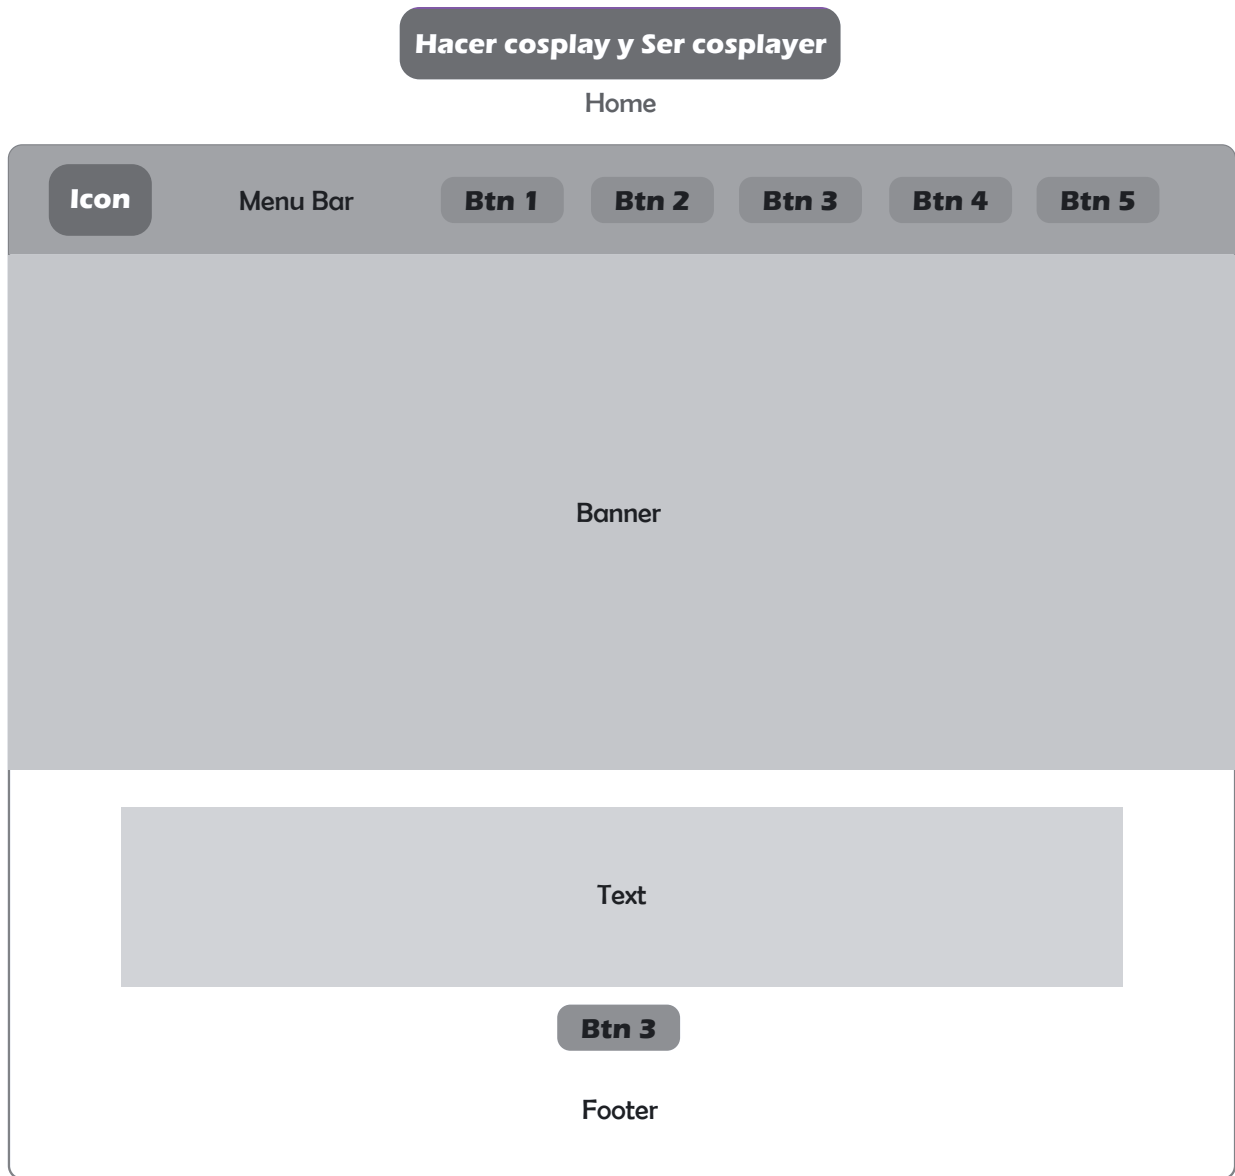 Hacer cosplay y Ser cosplayer
Home
Icon
Menu Bar
Btn 1
Btn 2
Btn 3
Btn 4
Btn 5
Banner
Text
Btn 3
Footer